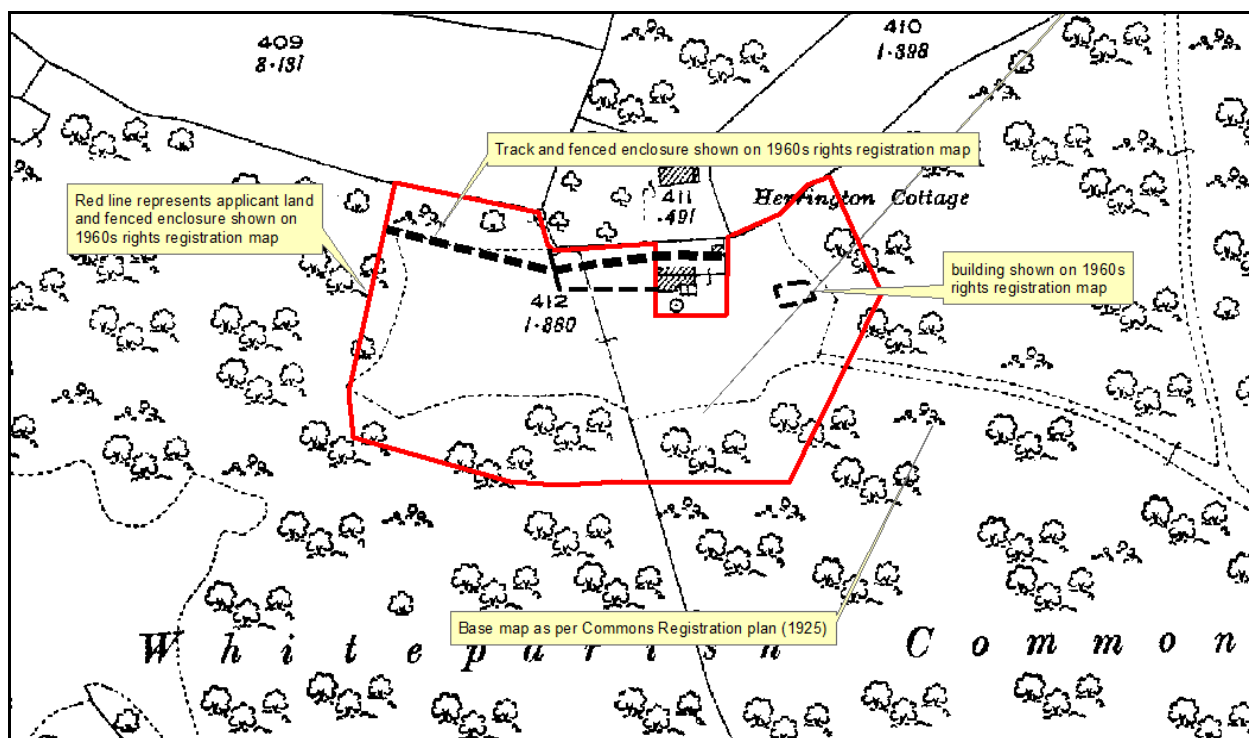 409
8·131
410
1·398
Track and fenced enclosure shown on 1960s rights registration map
Red line represents applicant land
and fenced enclosure shown on
1960s rights registration map
411
·491
Herrington Cottage
building shown on 1960s
rights registration map
412
1·880
Base map as per Commons Registration plan (1925)
Whiteparish Common